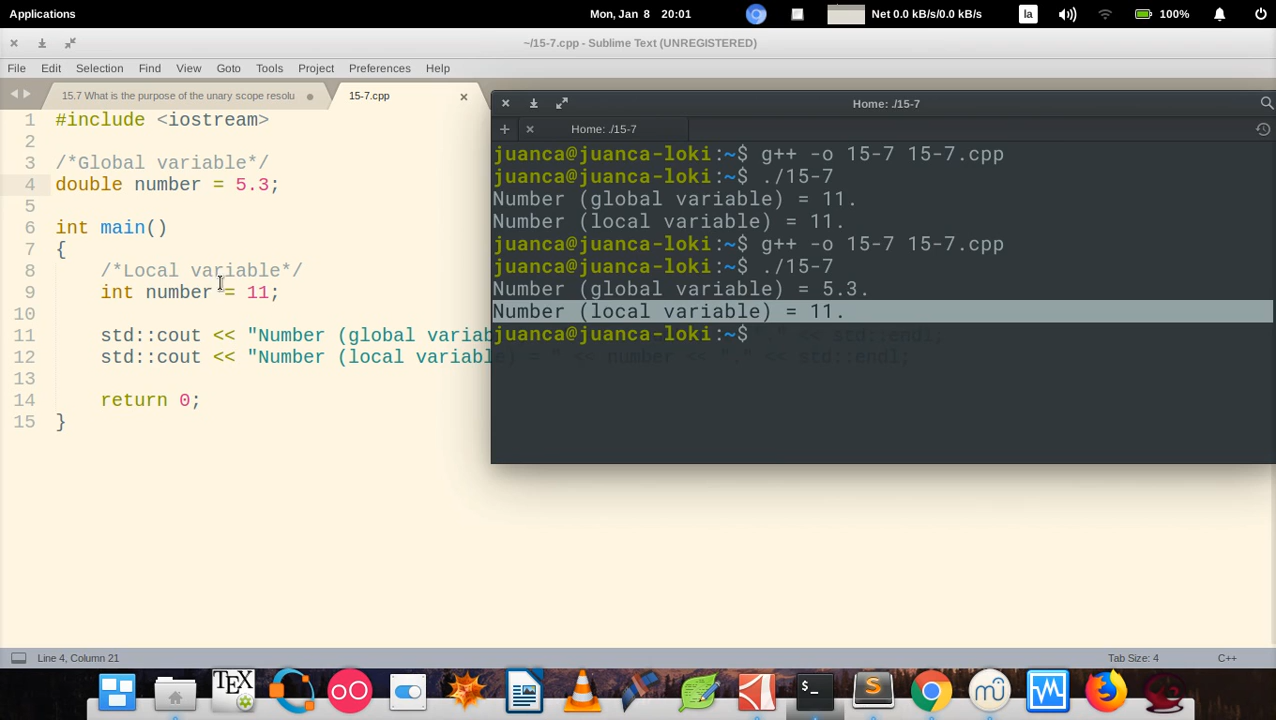 Applications
Mon, Jan 8 20:01
Net 0.0 kB/s/0.0 kB/s
la
100%
~/15-7.cpp - Sublime Text (UNREGISTERED)
File Edit Selection Find View Goto Tools Project Preferences Help
15.7 What is the purpose of the unary scope resolu
15-7.cpp
1 #include <iostream>
2
3 /*Global variable*/
4 double number = 5.3;
5
6 int main()
7 {
8 /*Local variable*/
9 int number = 11;
10
11 std::cout << "Number (global variab
12 std::cout << "Number (local variable) = " << number << "." << std::endl;
13
14 return 0;
15 }
Home: ./15-7
Home: ./15-7
juanca@juanca-loki:~$ g++ -o 15-7 15-7.cpp
juanca@juanca-loki:~$ ./15-7
Number (global variable) = 11.
Number (local variable) = 11.
juanca@juanca-loki:~$ g++ -o 15-7 15-7.cpp
juanca@juanca-loki:~$ ./15-7
Number (global variable) = 5.3.
Number (local variable) = 11.
juanca@juanca-loki:~$
Line 4, Column 21
Tab Size: 4
C++
TEX